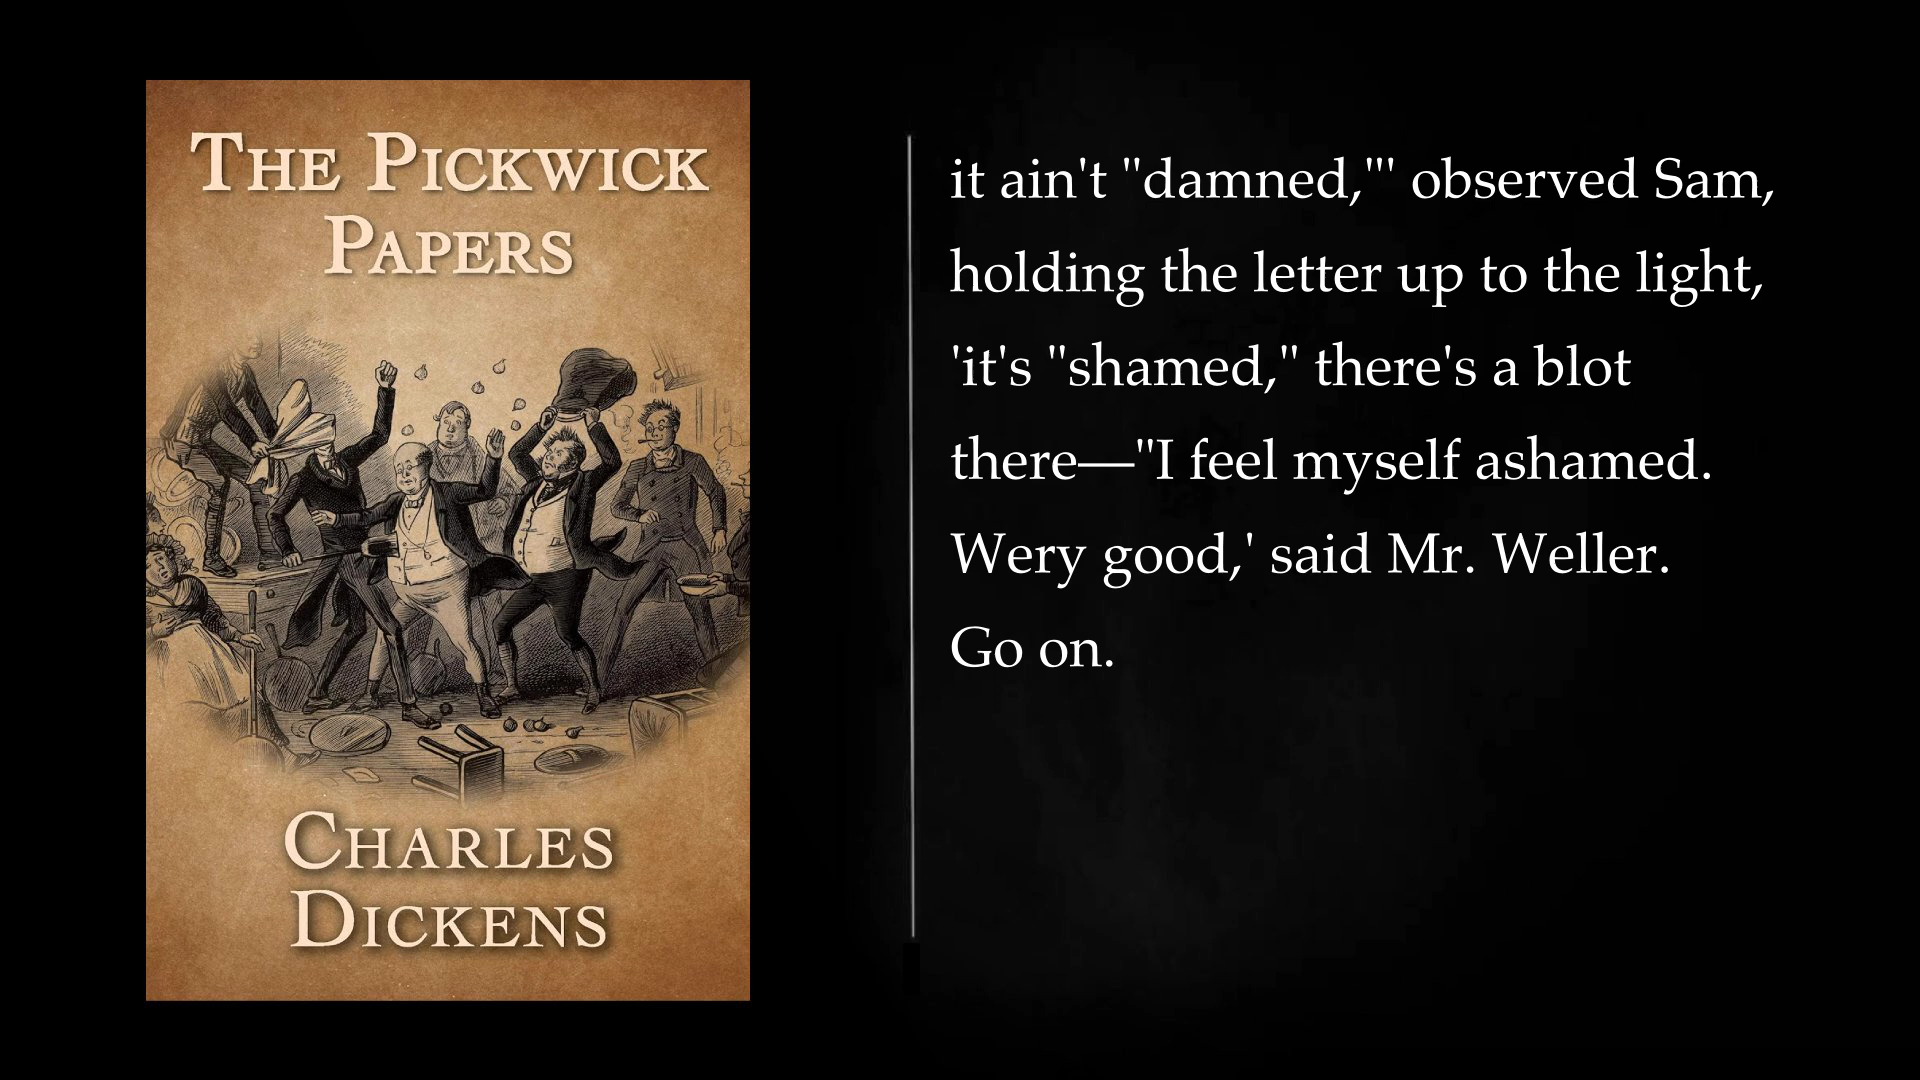 THE PICKWICK
PAPERS
CHARLES
DICKENS
it ain't "damned,"' observed Sam,
holding the letter up to the light,
'it's "shamed," there's a blot
there—"I feel myself ashamed.
Wery good,' said Mr. Weller.
Go on.